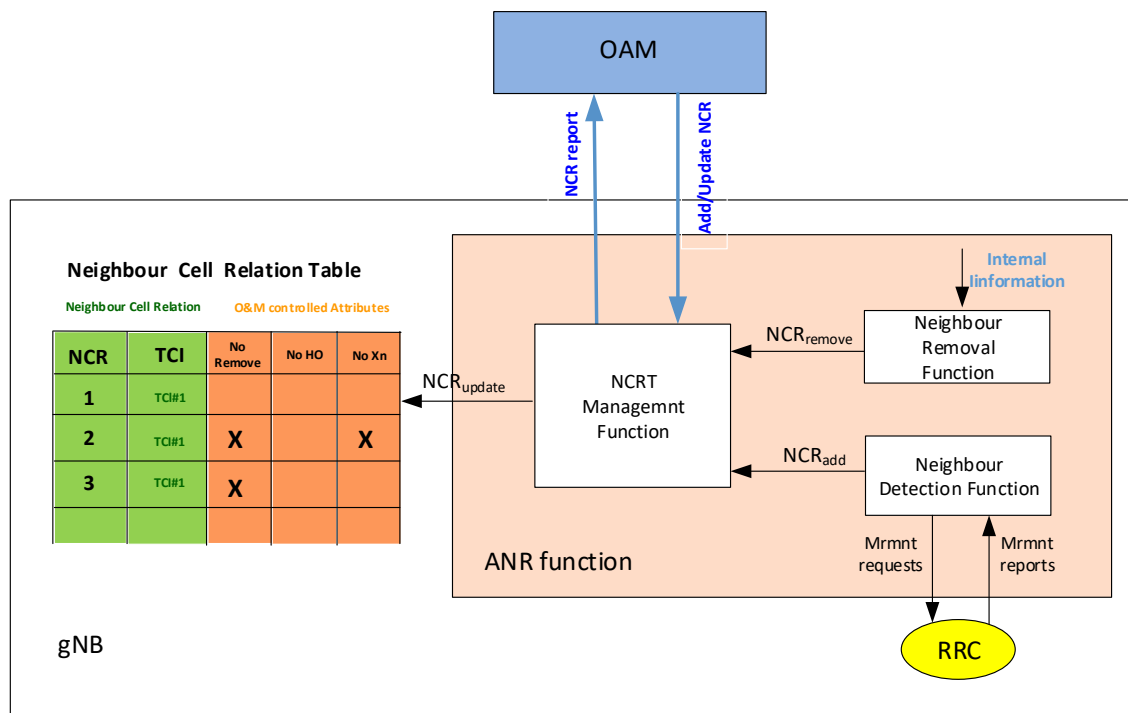 OAM
NCR report
Add/Update NCR
Neighbour Cell Relation Table
Neighbour Cell Relation
O&M controlled Attributes
NCR TCI No Remove No HO No Xn
1 TCI#1
2 TCI#1 X X
3 TCI#1 X
NCRupdate
NCRT
Managemnt
Function
Internal
Iinformation
NCRremove
Neighbour
Removal
Function
NCRadd
Neighbour
Detection Function
Mrmnt
requests
Mrmnt
reports
ANR function
RRC
gNB